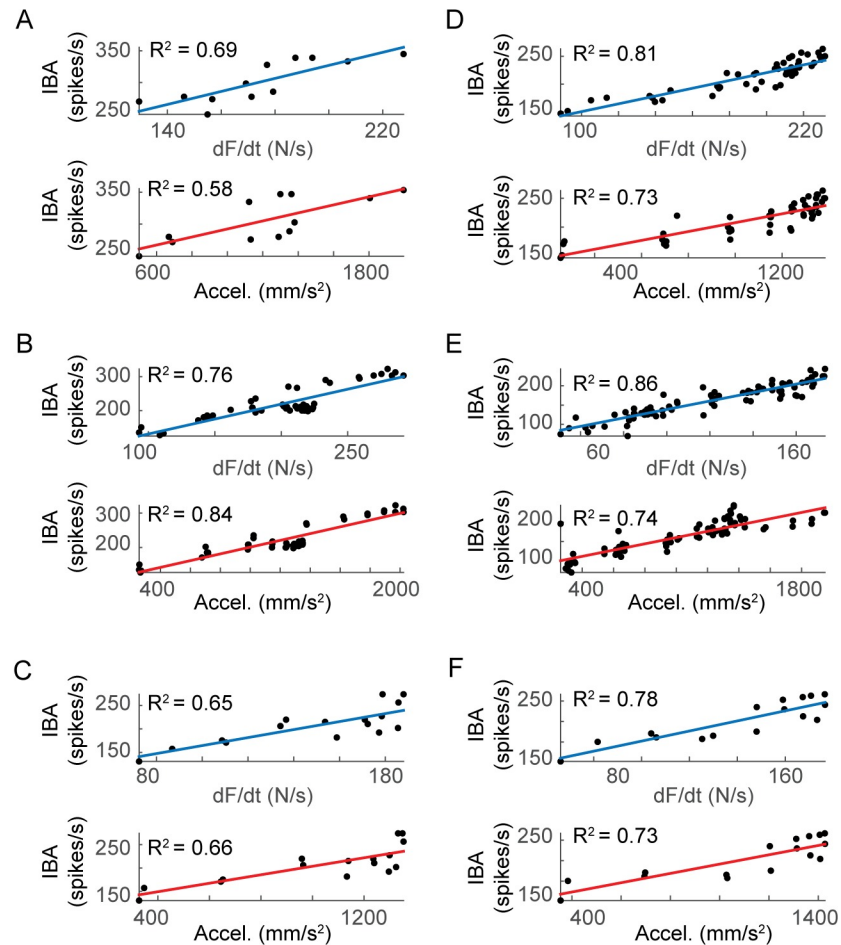 A
IBA
(spikes/s)
350
250
R² = 0.69
140
220
dF/dt (N/s)
IBA
(spikes/s)
350
250
R² = 0.58
600
1800
Accel. (mm/s²)
B
IBA
(spikes/s)
300
200
R² = 0.76
100
250
dF/dt (N/s)
IBA
(spikes/s)
300
200
R² = 0.84
400
2000
Accel. (mm/s²)
C
IBA
(spikes/s)
250
150
R² = 0.65
80
180
dF/dt (N/s)
IBA
(spikes/s)
250
150
R² = 0.66
400
1200
Accel. (mm/s²)
D
IBA
(spikes/s)
250
150
R² = 0.81
100
220
dF/dt (N/s)
IBA
(spikes/s)
250
150
R² = 0.73
400
1200
Accel. (mm/s²)
E
IBA
(spikes/s)
200
100
R² = 0.86
60
160
dF/dt (N/s)
IBA
(spikes/s)
200
100
R² = 0.74
400
1800
Accel. (mm/s²)
F
IBA
(spikes/s)
250
150
R² = 0.78
80
160
dF/dt (N/s)
IBA
(spikes/s)
250
150
R² = 0.73
400
1400
Accel. (mm/s²)